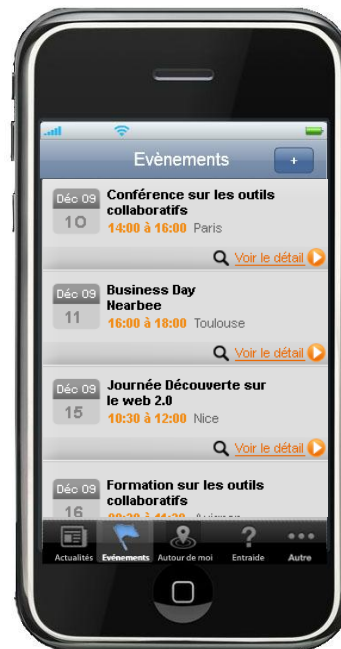 Evènements
+
Déc 09
10
Conférence sur les outils
collaboratifs
14:00 à 16:00 Paris
Voir le détail
Déc 09
11
Business Day
Nearbee
16:00 à 18:00 Toulouse
Voir le détail
Déc 09
15
Journée Découverte sur
le web 2.0
10:30 à 12:00 Nice
Voir le détail
Déc 09
16
Formation sur les outils
collaboratifs
Actualités Evénements Autour de moi Entraide Autre